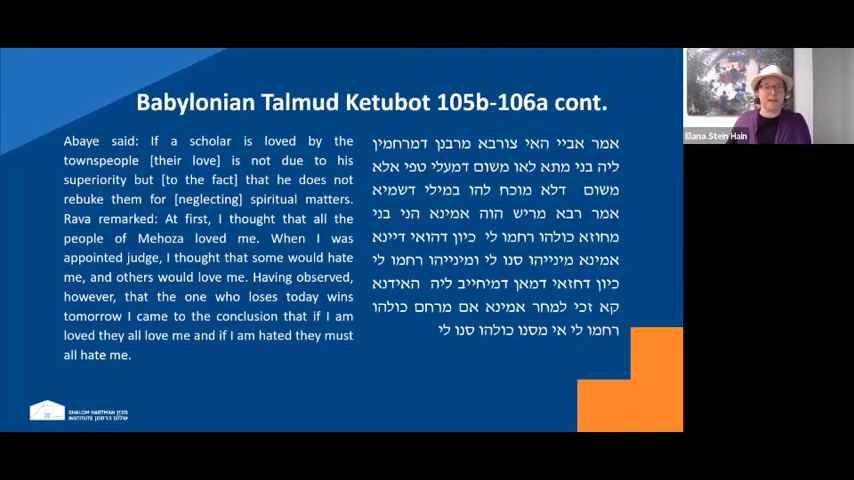 Babylonian Talmud Ketubot 105b-106a cont.
Abaye said: If a scholar is loved by the
townspeople [their love] is not due to his
superiority but [to the fact] that he does not
rebuke them for [neglecting] spiritual matters.
Rava remarked: At first, I thought that all the
people of Mehoza loved me. When I was
appointed judge, I thought that some would hate
me, and others would love me. Having observed,
however, that the one who loses today wins
tomorrow I came to the conclusion that if I am
loved they all love me and if I am hated they must
all hate me.
אמר אביי האי צורבא מרבנן דמרחמין
ליה בני מתא לאו משום דמעלי טפי אלא
משום דלא מוכח להו במילי דשמיא
אמר רבא מריש הוה אמינא הני בני
מחוזא כולהו רחמו לי כיון דהואי דיינא
אמינא מינייהו סנו לי ומינייהו רחמו לי
כיון דחזאי דמאן דמיחייב ליה האידנא
קא זכי למחר אמינא אם מרחם כולהו
רחמו לי אי מסנו כולהו סנו לי
SHALOM HARTMAN מכון
INSTITUTE שלום הרטמן
Elana Stein Hain